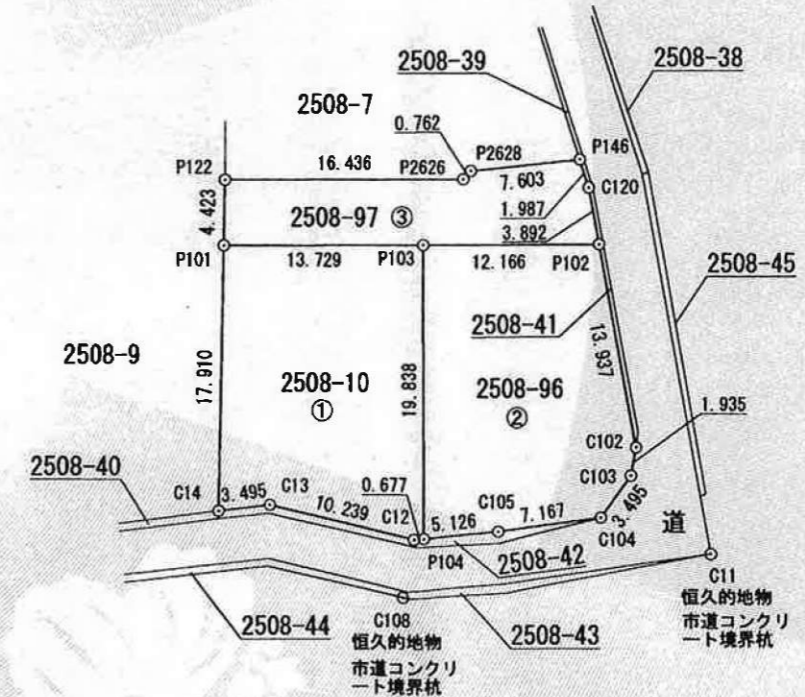 2508-39
2508-38
2508-7
0.762
P2628
P146
P122
16.436
P2626
7.603
C120
4.423
1.987
2508-97 ③
3.892
P101
13.729
P103
12.166
P102
2508-45
2508-41
13.937
2508-9
17.910
2508-10
①
19.838
2508-96
②
1.935
C102
2508-40
C103
C14
3.495
C13
0.677
C105
3.495
10.239
C12
5.126
7.167
C104
道
P104
2508-42
C11
恒久的地物
市道コンクリ
ート境界杭
C108
恒久的地物
市道コンクリ
ート境界杭
2508-44
2508-43